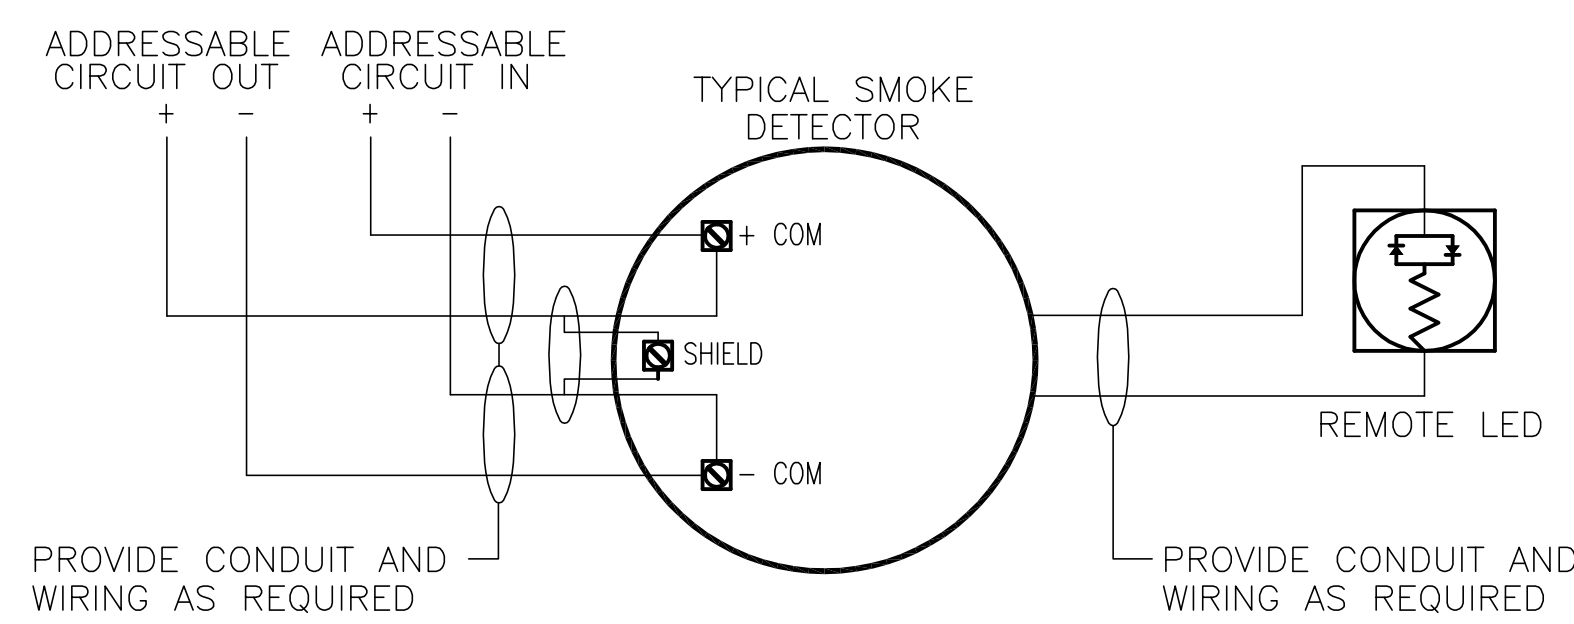 ADDRESSABLE CIRCUIT OUT
+ -
ADDRESSABLE CIRCUIT IN
+ -
TYPICAL SMOKE
DETECTOR
+ COM
SHIELD
- COM
REMOTE LED
PROVIDE CONDUIT AND
WIRING AS REQUIRED
PROVIDE CONDUIT AND
WIRING AS REQUIRED